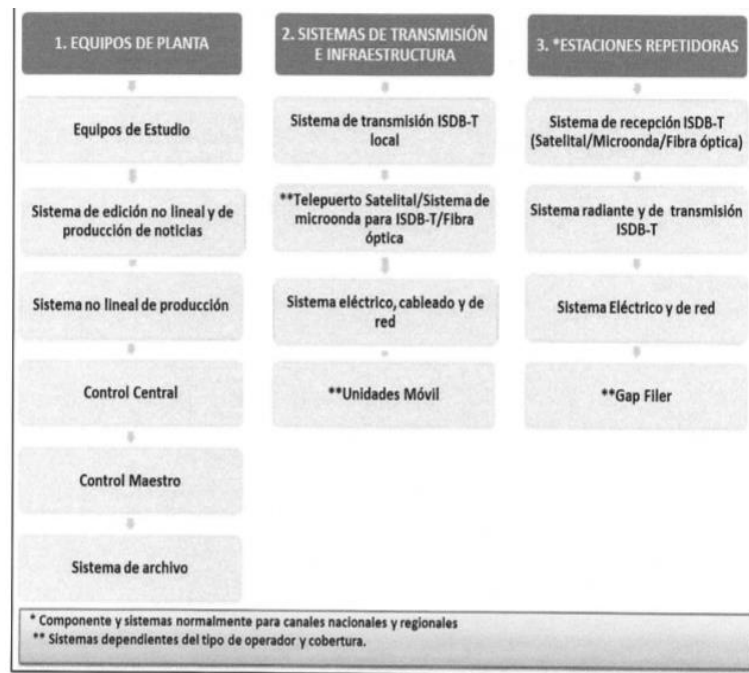 1. EQUIPOS DE PLANTA
Equipos de Estudio
Sistema de edición no lineal y de
producción de noticias
Sistema no lineal de producción
Control Central
Control Maestro
Sistema de archivo
2. SISTEMAS DE TRANSMISIÓN
E INFRAESTRUCTURA
Sistema de transmisión ISDB-T
local
**Telepuerto Satelital/Sistema de
microonda para ISDB-T/Fibra
óptica
Sistema eléctrico, cableado y de
red
**Unidades Móvil
3. *ESTACIONES REPETIDORAS
Sistema de recepción ISDB-T
(Satelital/Microonda/Fibra óptica)
Sistema radiante y de transmisión
ISDB-T
Sistema Eléctrico y de red
**Gap Filer
* Componente y sistemas normalmente para canales nacionales y regionales
** Sistemas dependientes del tipo de operador y cobertura.